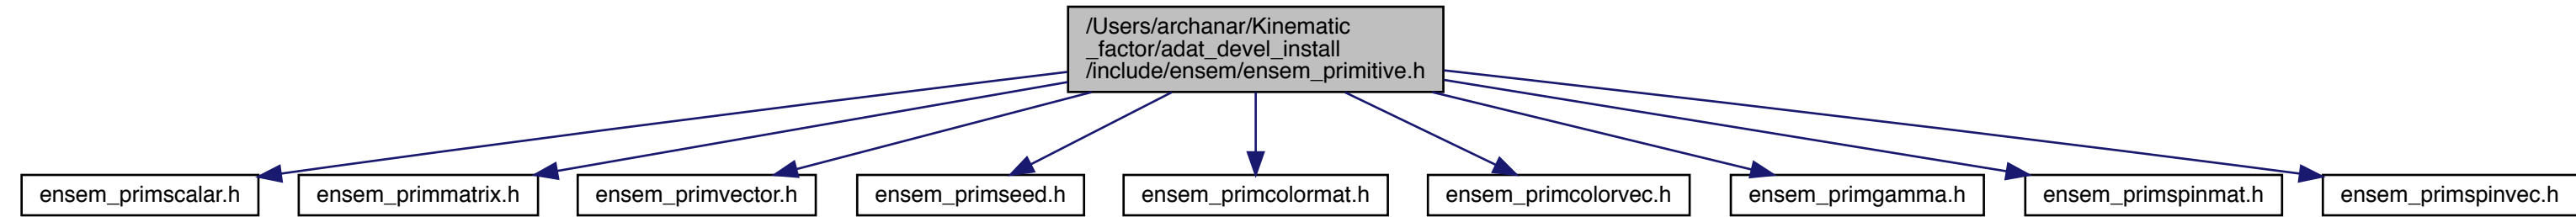 /Users/archanar/Kinematic
_factor/adat_devel_install
/include/ensem/ensem_primitive.h
ensem_primscalar.h
ensem_primmatrix.h
ensem_primvector.h
ensem_primseed.h
ensem_primcolormat.h
ensem_primcolorvec.h
ensem_primgamma.h
ensem_primspinmat.h
ensem_primspinvec.h